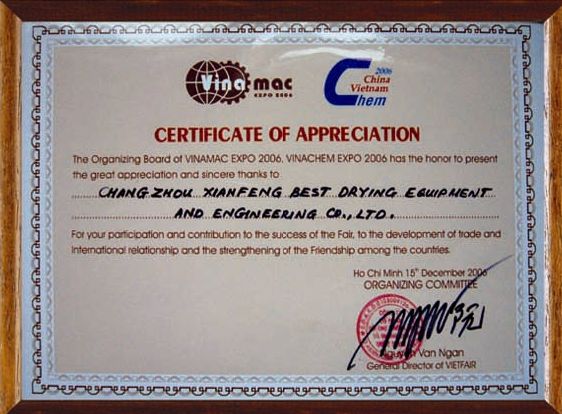 Vinamac
EXPO 2006
2006
China
Vietnam
Chem
CERTIFICATE OF APPRECIATION
The Organizing Board of VINAMAC EXPO 2006, VINACHEM EXPO 2006 has the honor to present
the great appreciation and sincere thanks to
CHANGZHOU XIANFENG BEST DRYING EQUIPMENT
AND ENGINEERING CO., LTD.
For your participation and contribution to the success of the Fair, to the development of trade and
International relationship and the strengthening of the Friendship among the countries.
Ho Chi Minh 15th December 2006
ORGANIZING COMMITTEE
Nguyen Van Ngan
General Director of VIETFAIR